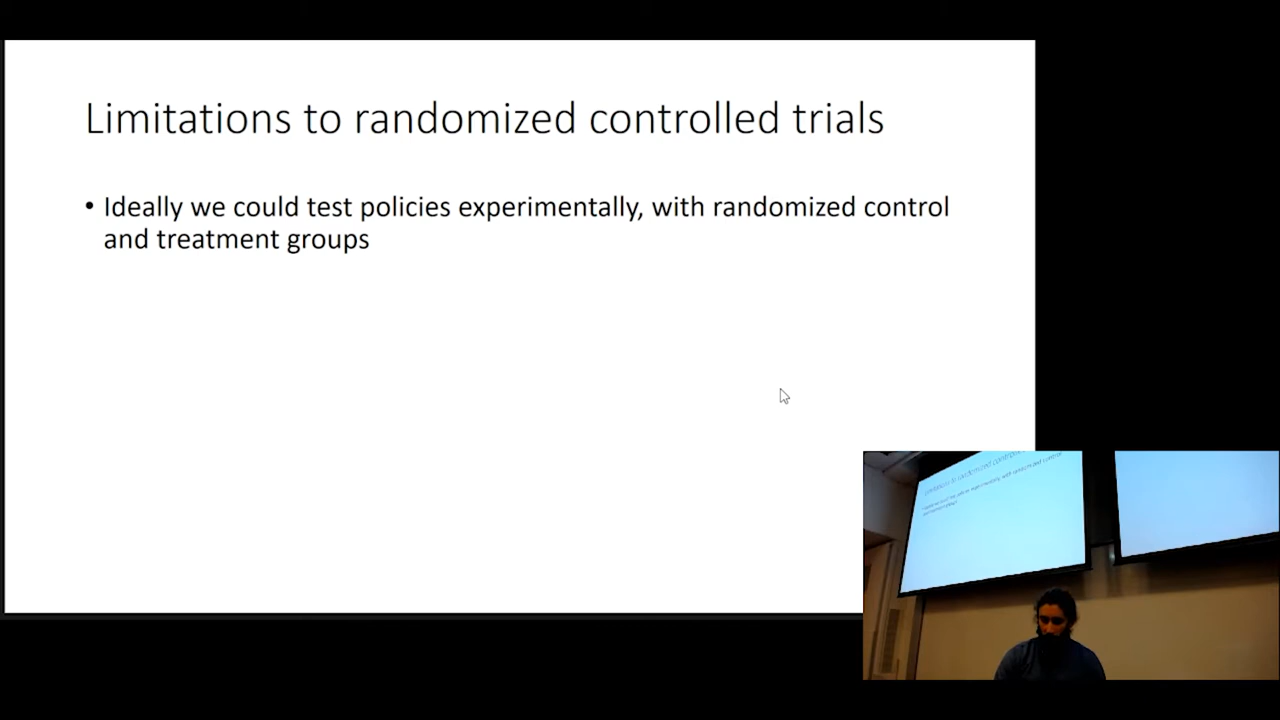 Limitations to randomized controlled trials
• Ideally we could test policies experimentally, with randomized control
and treatment groups